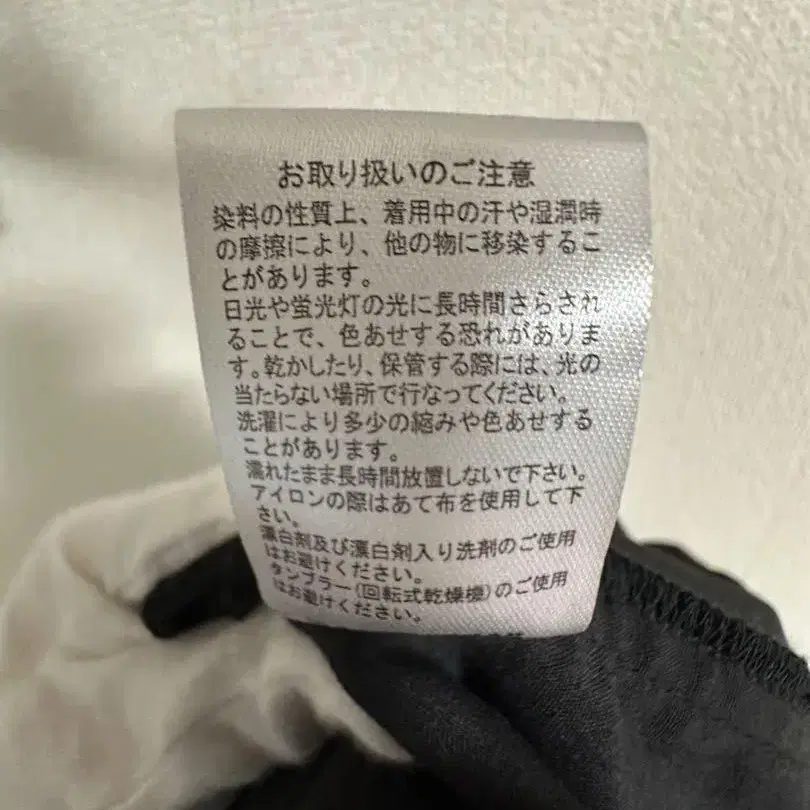 お取り扱いのご注意
染料の性質上、着用中の汗や湿潤時
の摩擦により、他の物に移染するこ
とがあります。
日光や蛍光灯の光に長時間さらされ
ることで、色あせする恐れがありま
す。乾かしたり、保管する際には、光の
当たらない場所で行なってください。
洗濯により多少の縮みや色あせする
ことがあります。
濡れたまま長時間放置しないで下さい。
アイロンの際はあて布を使用して下
さい。
漂白剤及び漂白剤入り洗剤のご使用
はお避けください。
タンブラー(回転式乾燥機)のご使用
はお避けください。